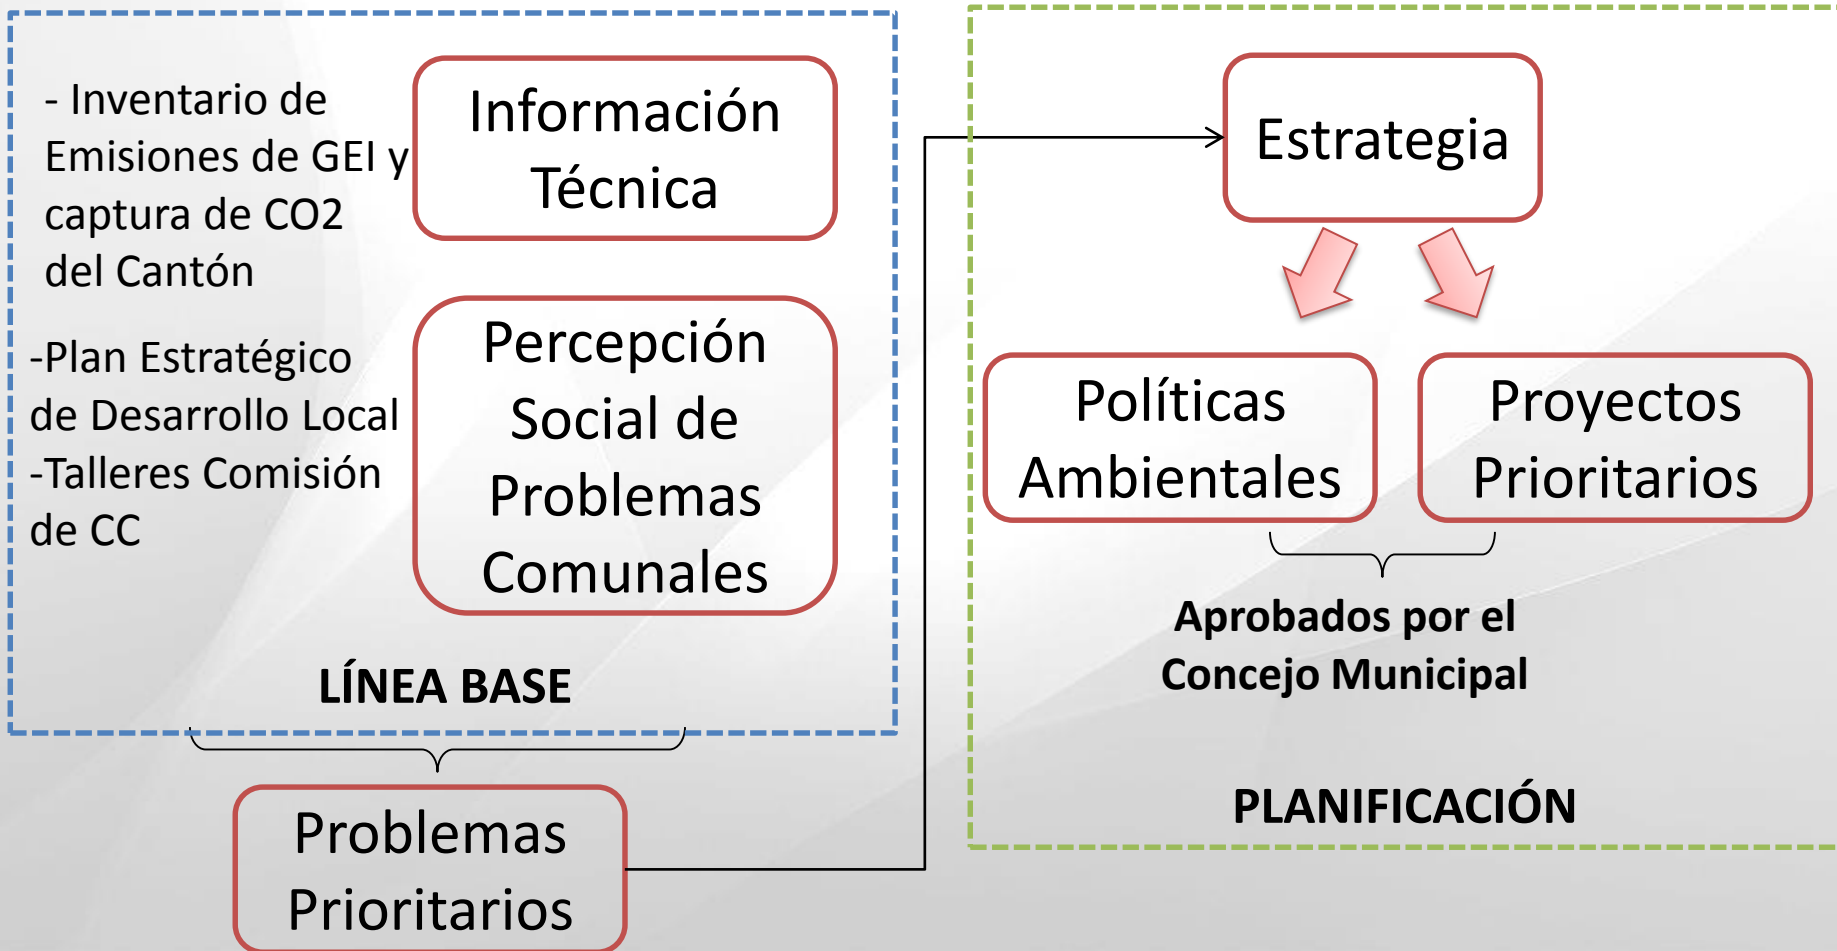 - Inventario de
Emisiones de GEI y
captura de CO2
del Cantón
Información
Técnica
-Plan Estratégico
de Desarrollo Local
-Talleres Comisión
de CC
Percepción
Social de
Problemas
Comunales
LÍNEA BASE
Problemas
Prioritarios
Estrategia
Políticas
Ambientales
Proyectos
Prioritarios
Aprobados por el
Concejo Municipal
PLANIFICACIÓN